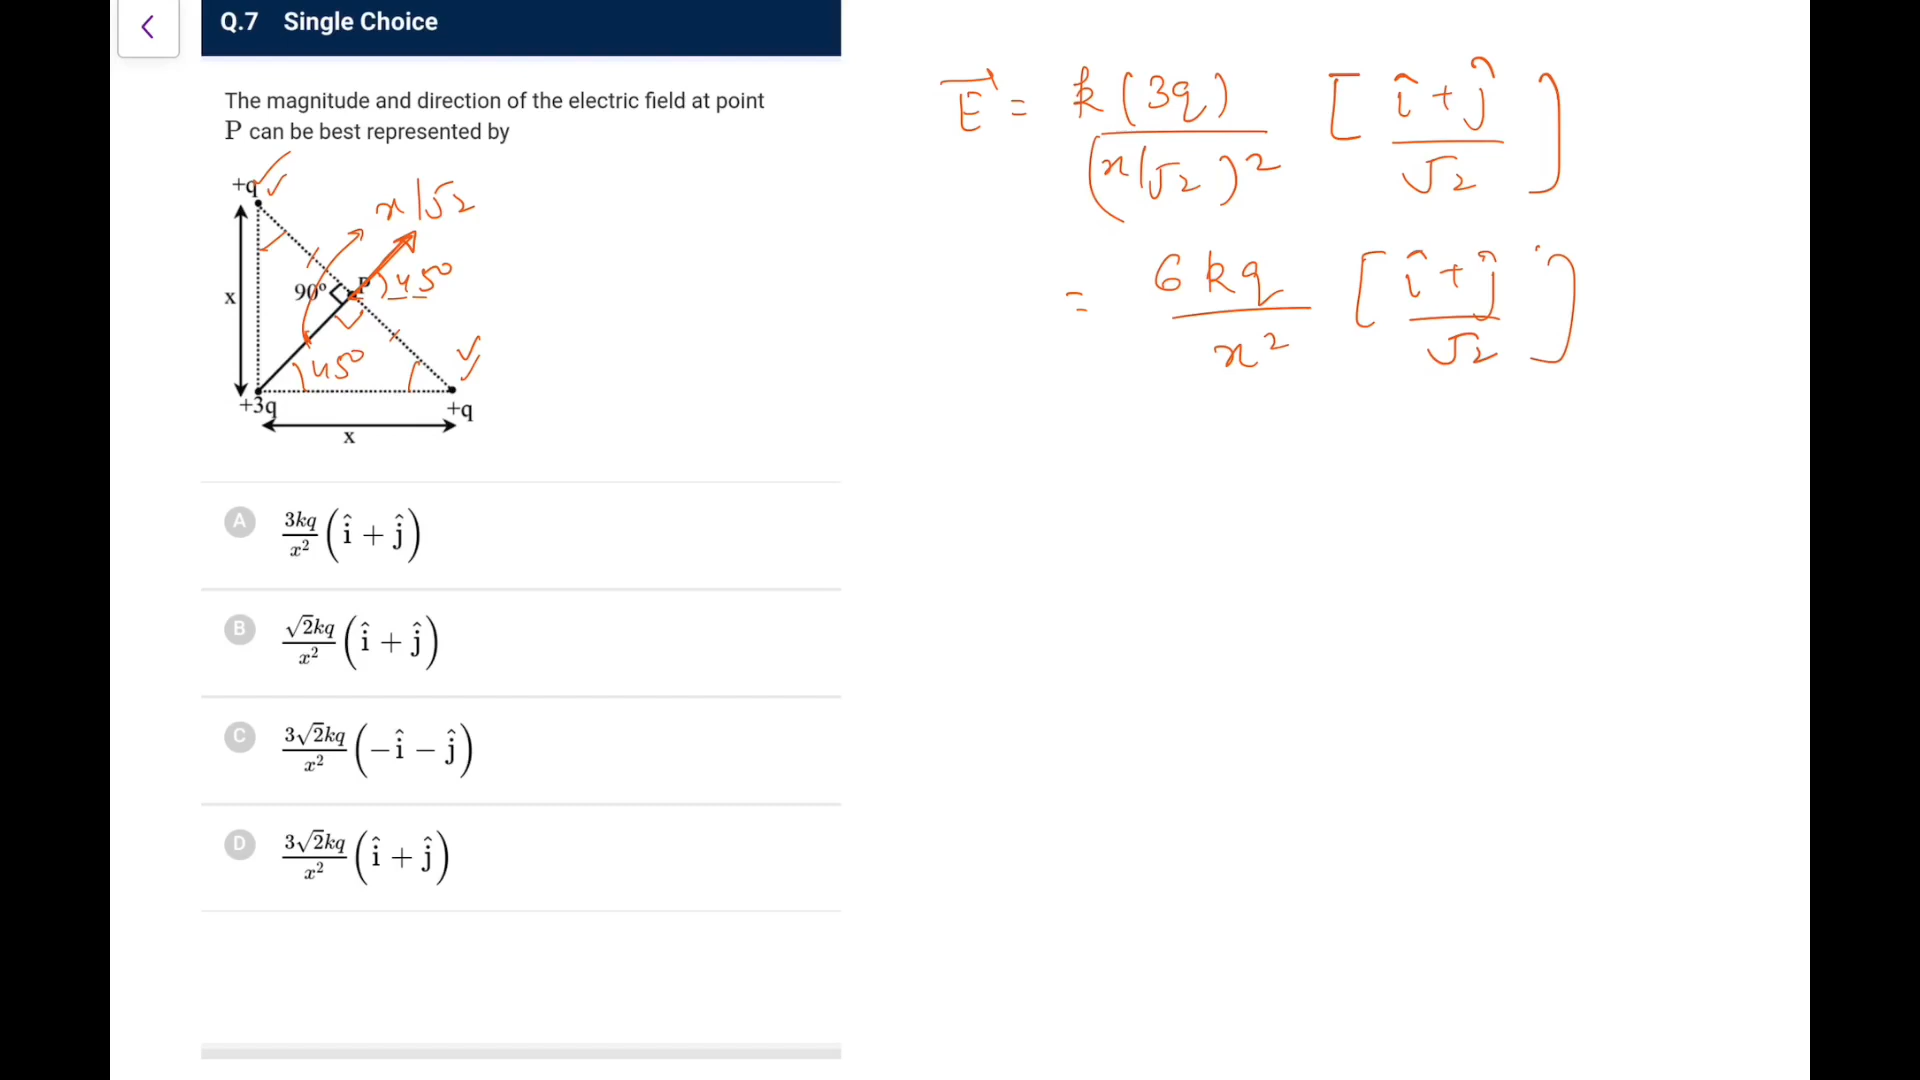 Q.7 Single Choice
The magnitude and direction of the electric field at point
P can be best represented by
+q
x/√2
P
45°
90°
x
45°
+3q
+q
x
A 3kq/x² (î + ĵ)
B √2kq/x² (î + ĵ)
C 3√2kq/x² (−î − ĵ)
D 3√2kq/x² (î + ĵ)
E⃗ = k(3q)/(x/√2)² [î + ĵ/√2]
= 6kq/x² [î + ĵ/√2]